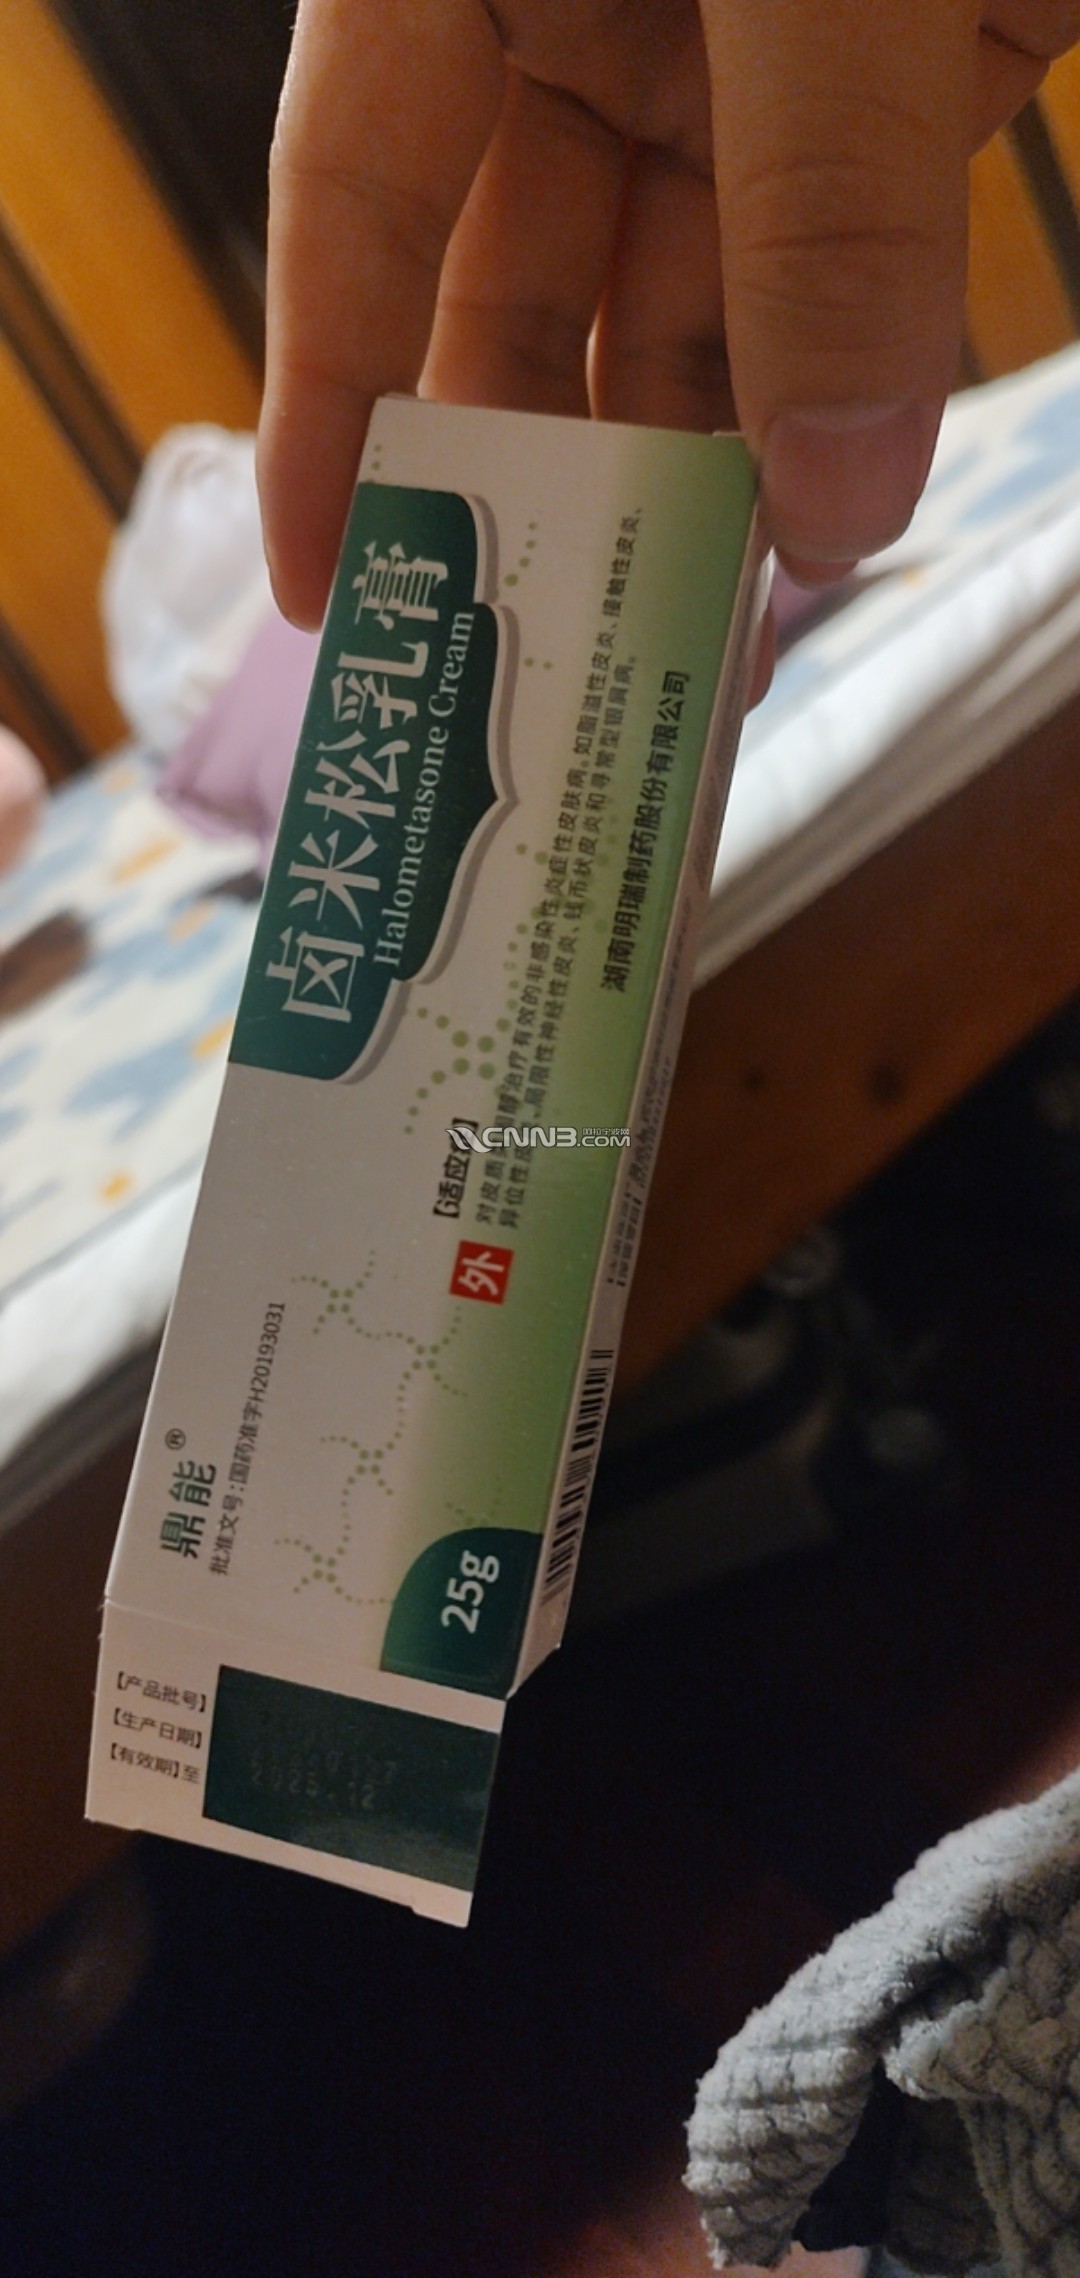 鼎能®
批准文号:国药准字H20193031
卤米松乳膏
Halometasone Cream
【适应
对皮质类固醇治疗有效的非感染性炎症性皮肤病。如脂溢性皮炎、接触性皮炎、
异位性皮、局限性神经性皮炎、钱币状皮炎和寻常型银屑病。
外
25g
湖南明瑞制药股份有限公司
【产品批号】
【生产日期】
【有效期】至
CNN3.COM